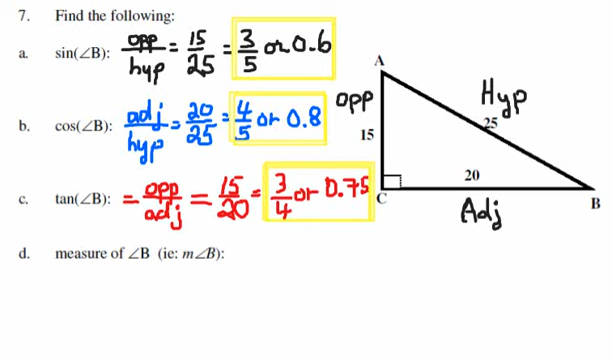 7. Find the following:
a. sin(∠B): opp/hyp = 15/25 = 3/5 or 0.6
A
OPP
Hyp
b. cos(∠B): adj/hyp = 20/25 = 4/5 or 0.8
15
25
20
c. tan(∠B): = opp/adj = 15/20 = 3/4 or 0.75
C
B
Adj
d. measure of ∠B (ie: m∠B):